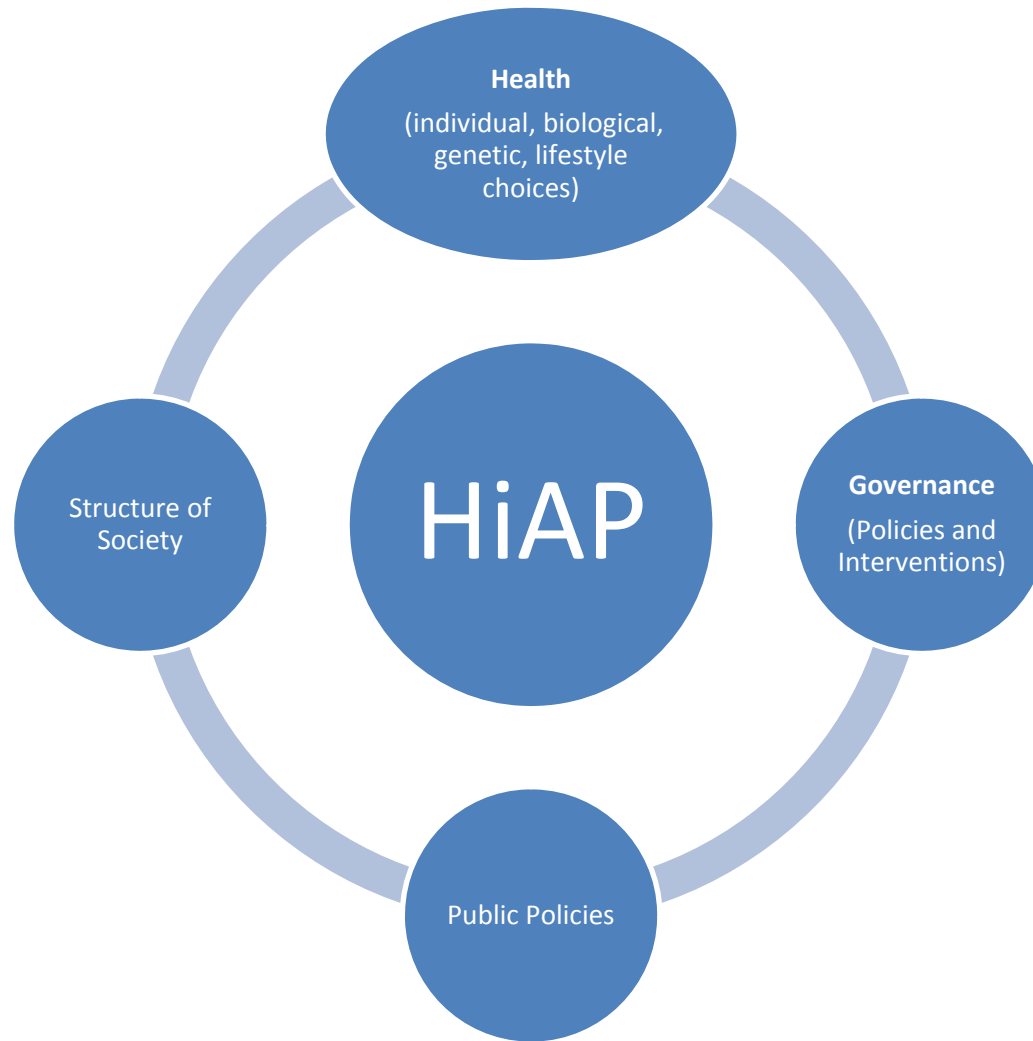 Health
(individual, biological,
genetic, lifestyle
choices)
Structure of
Society
HiAP
Governance
(Policies and
Interventions)
Public Policies